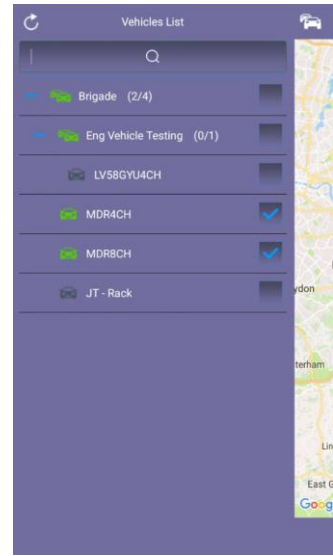 Vehicles List
Brigade (2/4)
Eng Vehicle Testing (0/1)
LV58GYU4CH
MDR4CH
MDR8CH
JT - Rack
ydon
terham
Lin
East G
Goog